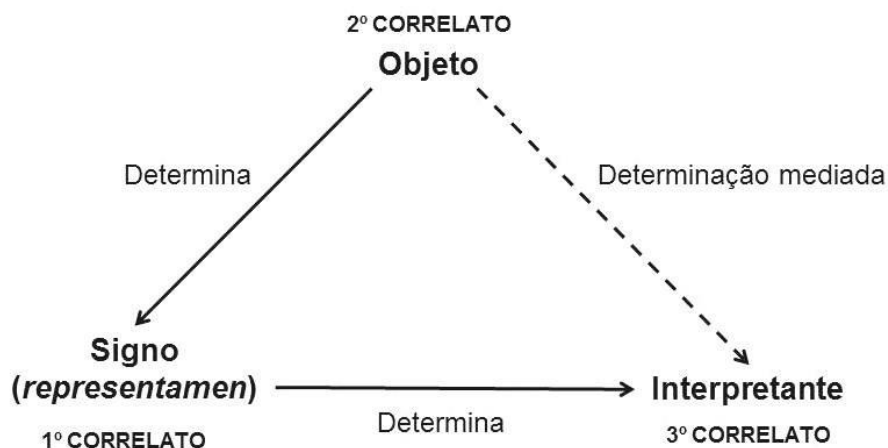 2º CORRELATO
Objeto
Determina
Determinação mediada
Signo
(representamen)
1º CORRELATO
Determina
Interpretante
3º CORRELATO